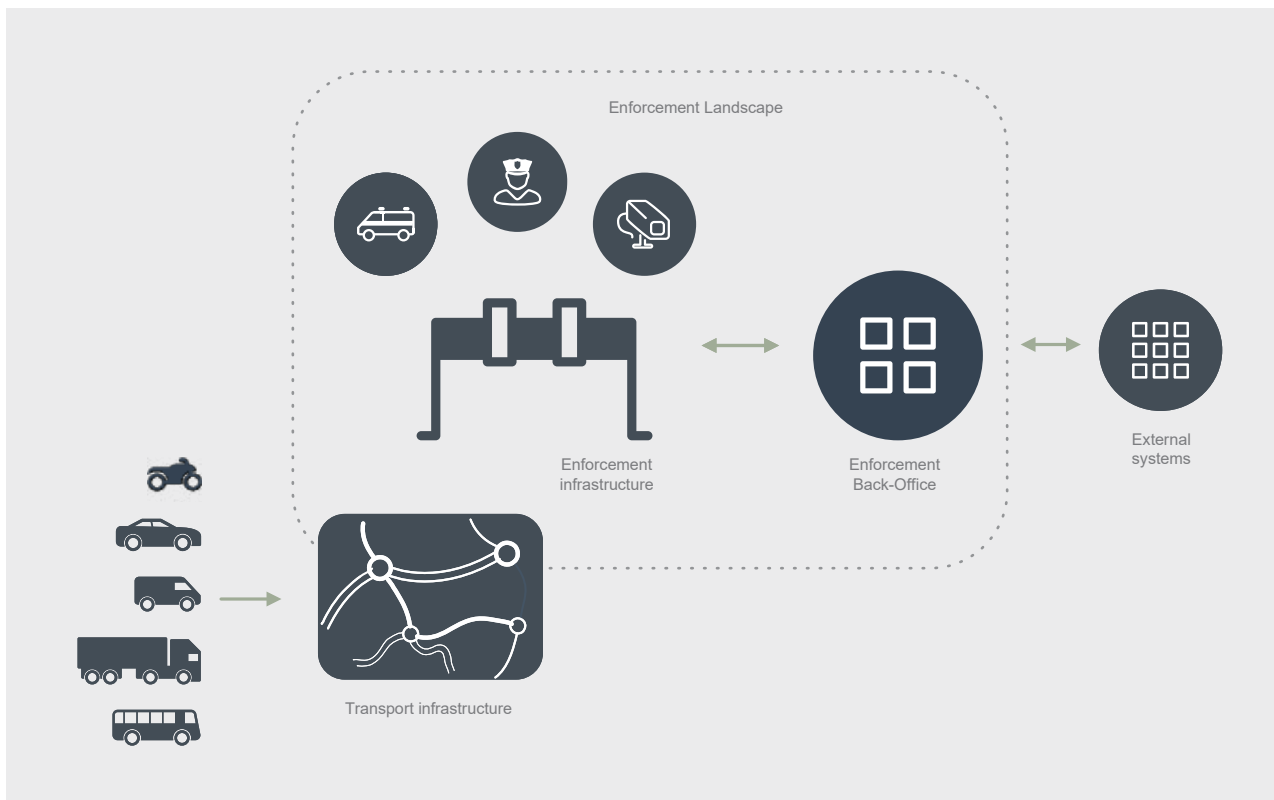 Enforcement Landscape
Enforcement
infrastructure
Enforcement
Back-Office
External
systems
Transport infrastructure